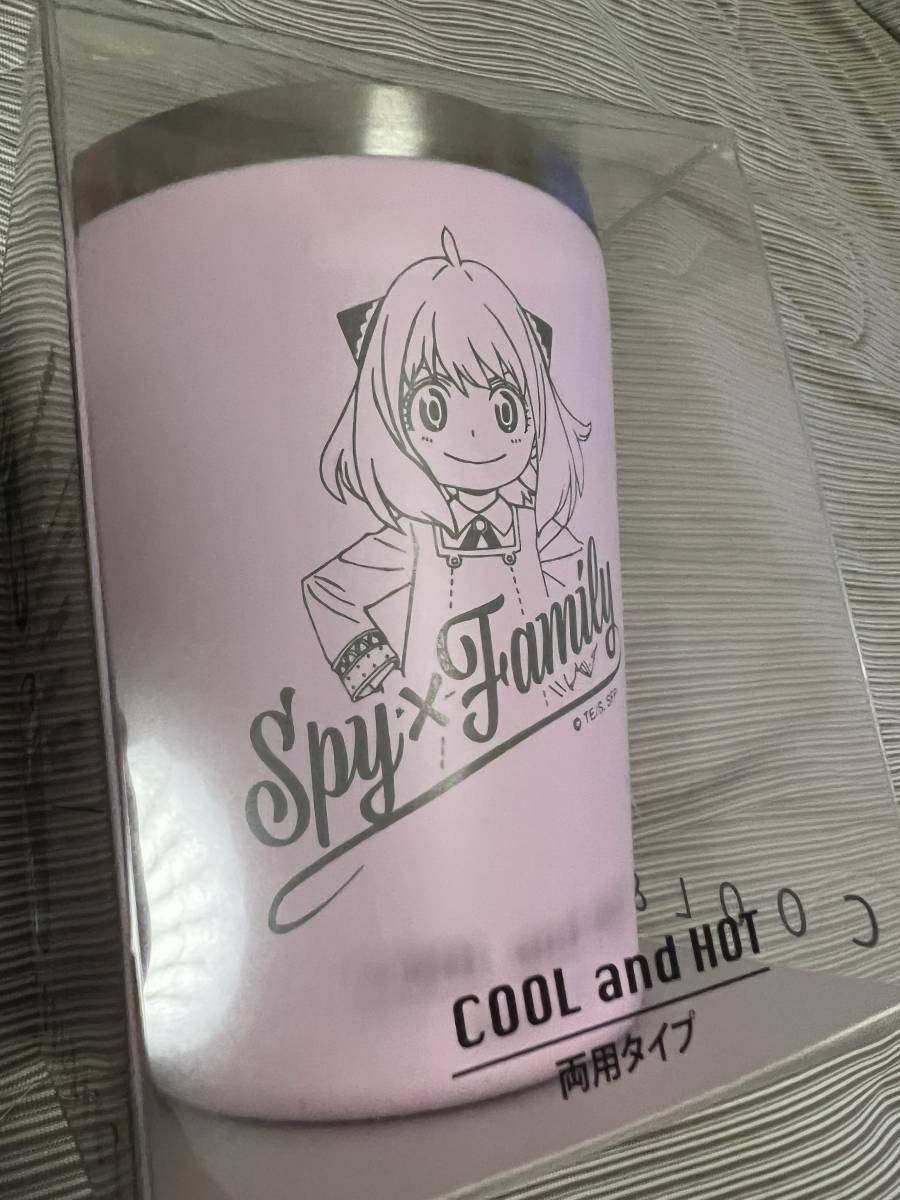 Spy×Family
© TE/S, SFP
COOL and HOT
両用タイプ